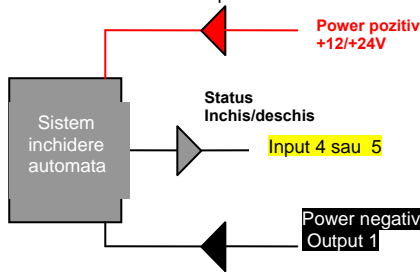 Power pozitiv
+12/+24V
Status
Inchis/deschis
Sistem
inchidere
automata
Input 4 sau 5
Power negativ
Output 1